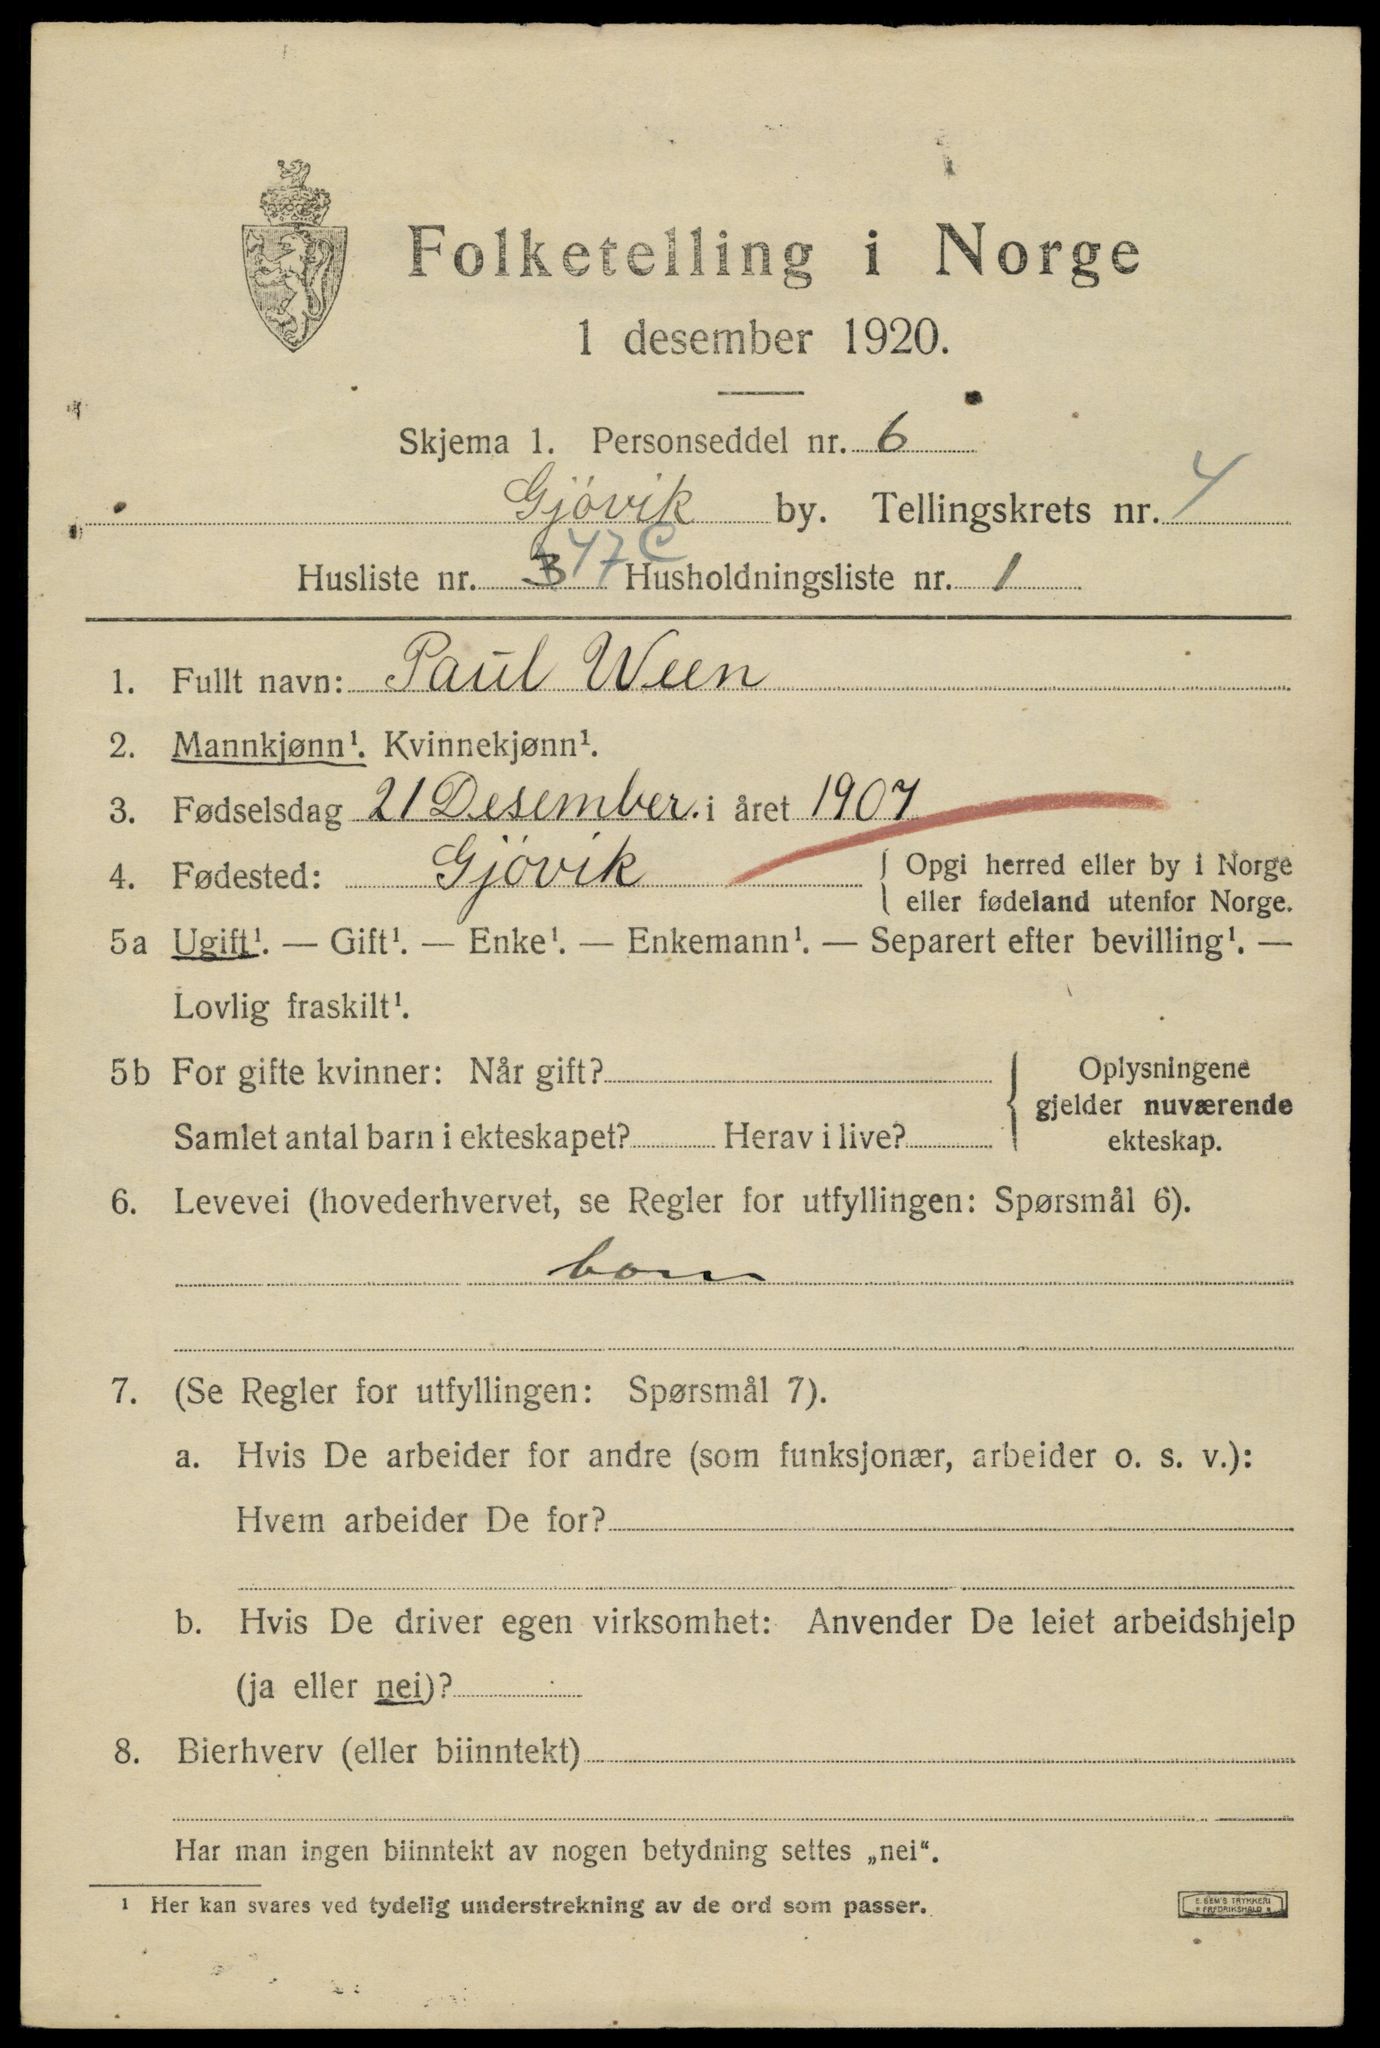 Folketelling i Norge
1 desember 1920.
Skjema 1. Personseddel nr. 6
Gjövik by. Tellingskrets nr. 4
Husliste nr. 3 47 C Husholdningsliste nr. 1
1. Fullt navn: Paul Ween
2. Mannkjønn¹. Kvinnekjønn¹.
3. Fødselsdag 21 Desember. i året 1907
4. Fødested: Gjövik { Opgi herred eller by i Norge
eller fødeland utenfor Norge.
5a Ugift¹. — Gift¹. — Enke¹. — Enkemann¹. — Separert efter bevilling¹. —
Lovlig fraskilt¹.
5b For gifte kvinner: Når gift?
Samlet antal barn i ekteskapet? Herav i live?
{ Oplysningene
gjelder nuværende
ekteskap.
6. Levevei (hovederhvervet, se Regler for utfyllingen: Spørsmål 6).
barn
7. (Se Regler for utfyllingen: Spørsmål 7).
a. Hvis De arbeider for andre (som funksjonær, arbeider o. s. v.):
Hvem arbeider De for?
b. Hvis De driver egen virksomhet: Anvender De leiet arbeidshjelp
(ja eller nei)?
8. Bierhverv (eller biinntekt)
Har man ingen biinntekt av nogen betydning settes „nei“.
¹ Her kan svares ved tydelig understrekning av de ord som passer.
E. SEM'S TRYKKERI
FREDRIKSHALD